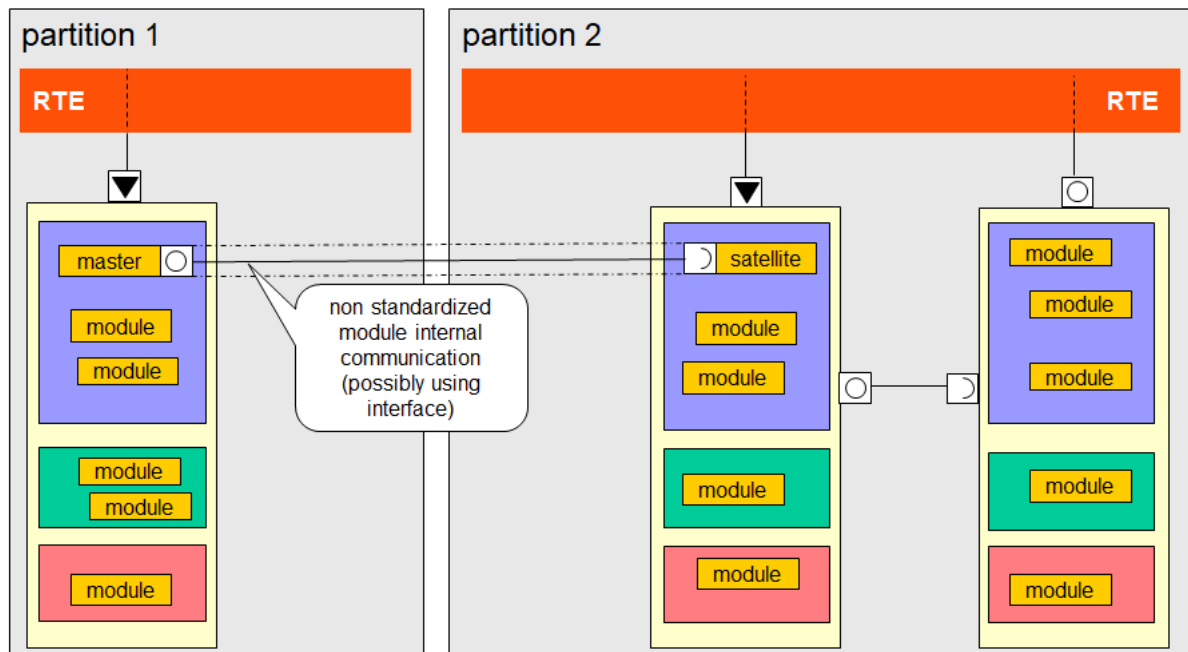 partition 1
RTE
master
module
module
module
module
module
non standardized
module internal
communication
(possibly using
interface)
partition 2
RTE
satellite
module
module
module
module
module
module
module
module
module